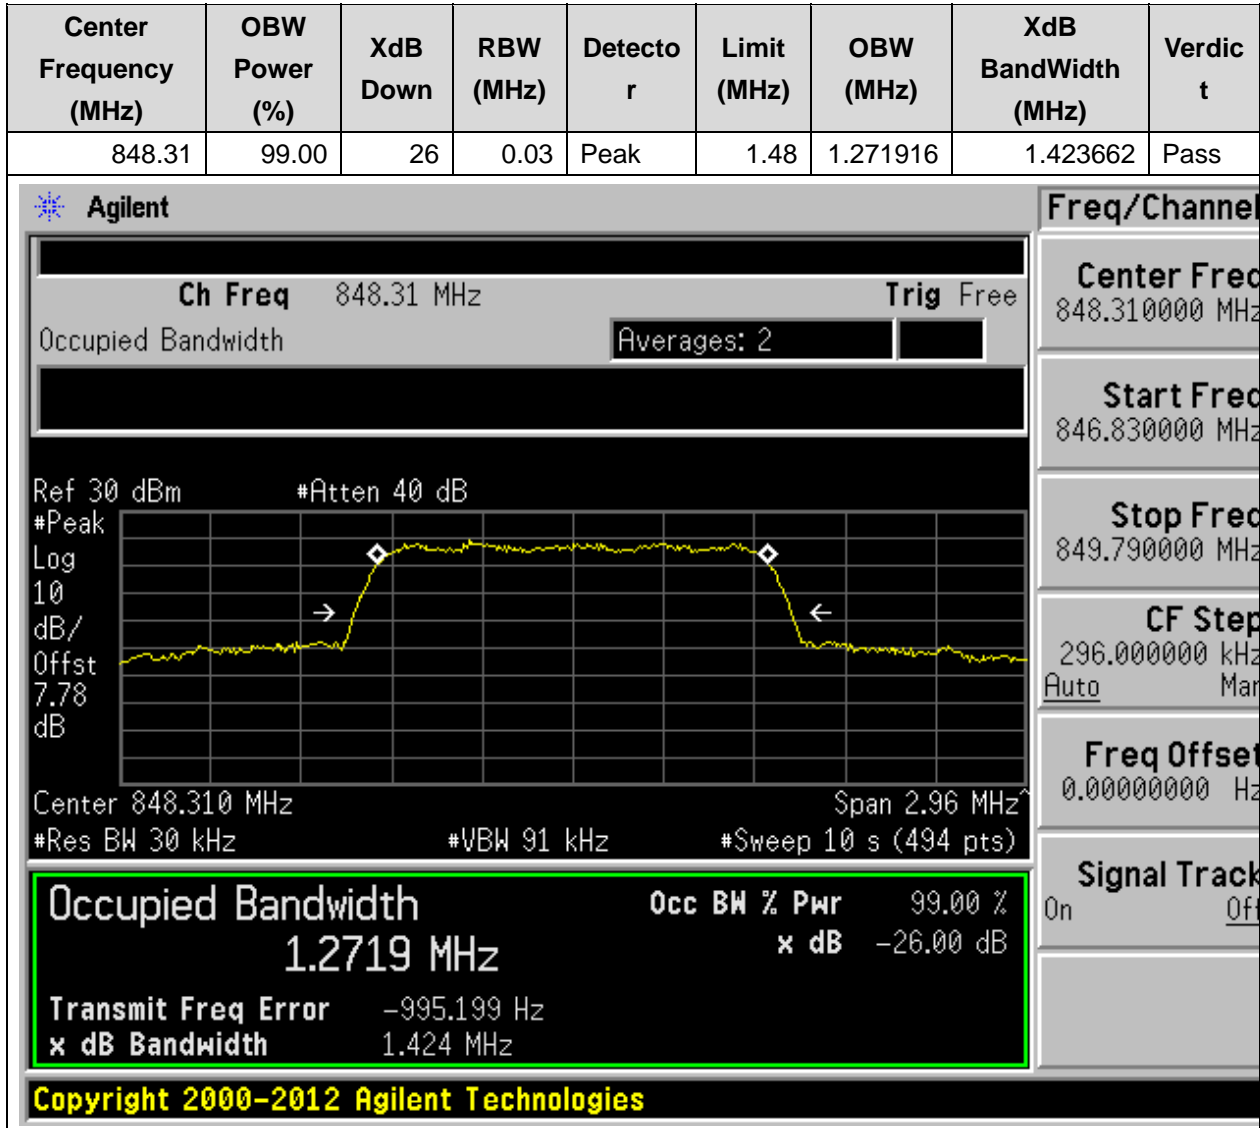 Center Frequency (MHz) OBW Power (%) XdB Down RBW (MHz) Detector Limit (MHz) OBW (MHz) XdB BandWidth (MHz) Verdict
848.31 99.00 26 0.03 Peak 1.48 1.271916 1.423662 Pass
Agilent
Freq/Channel
Ch Freq 848.31 MHz Trig Free
Occupied Bandwidth Averages: 2
Center Freq
848.310000 MHz
Start Freq
846.830000 MHz
Stop Freq
849.790000 MHz
CF Step
296.000000 kHz
Auto Man
Freq Offset
0.00000000 Hz
Signal Track
On Off
Ref 30 dBm #Atten 40 dB
#Peak
Log
10
dB/
Offst
7.78
dB
Center 848.310 MHz Span 2.96 MHz^
#Res BW 30 kHz #VBW 91 kHz #Sweep 10 s (494 pts)
Occupied Bandwidth Occ BW % Pwr 99.00 %
1.2719 MHz x dB -26.00 dB
Transmit Freq Error -995.199 Hz
x dB Bandwidth 1.424 MHz
Copyright 2000-2012 Agilent Technologies